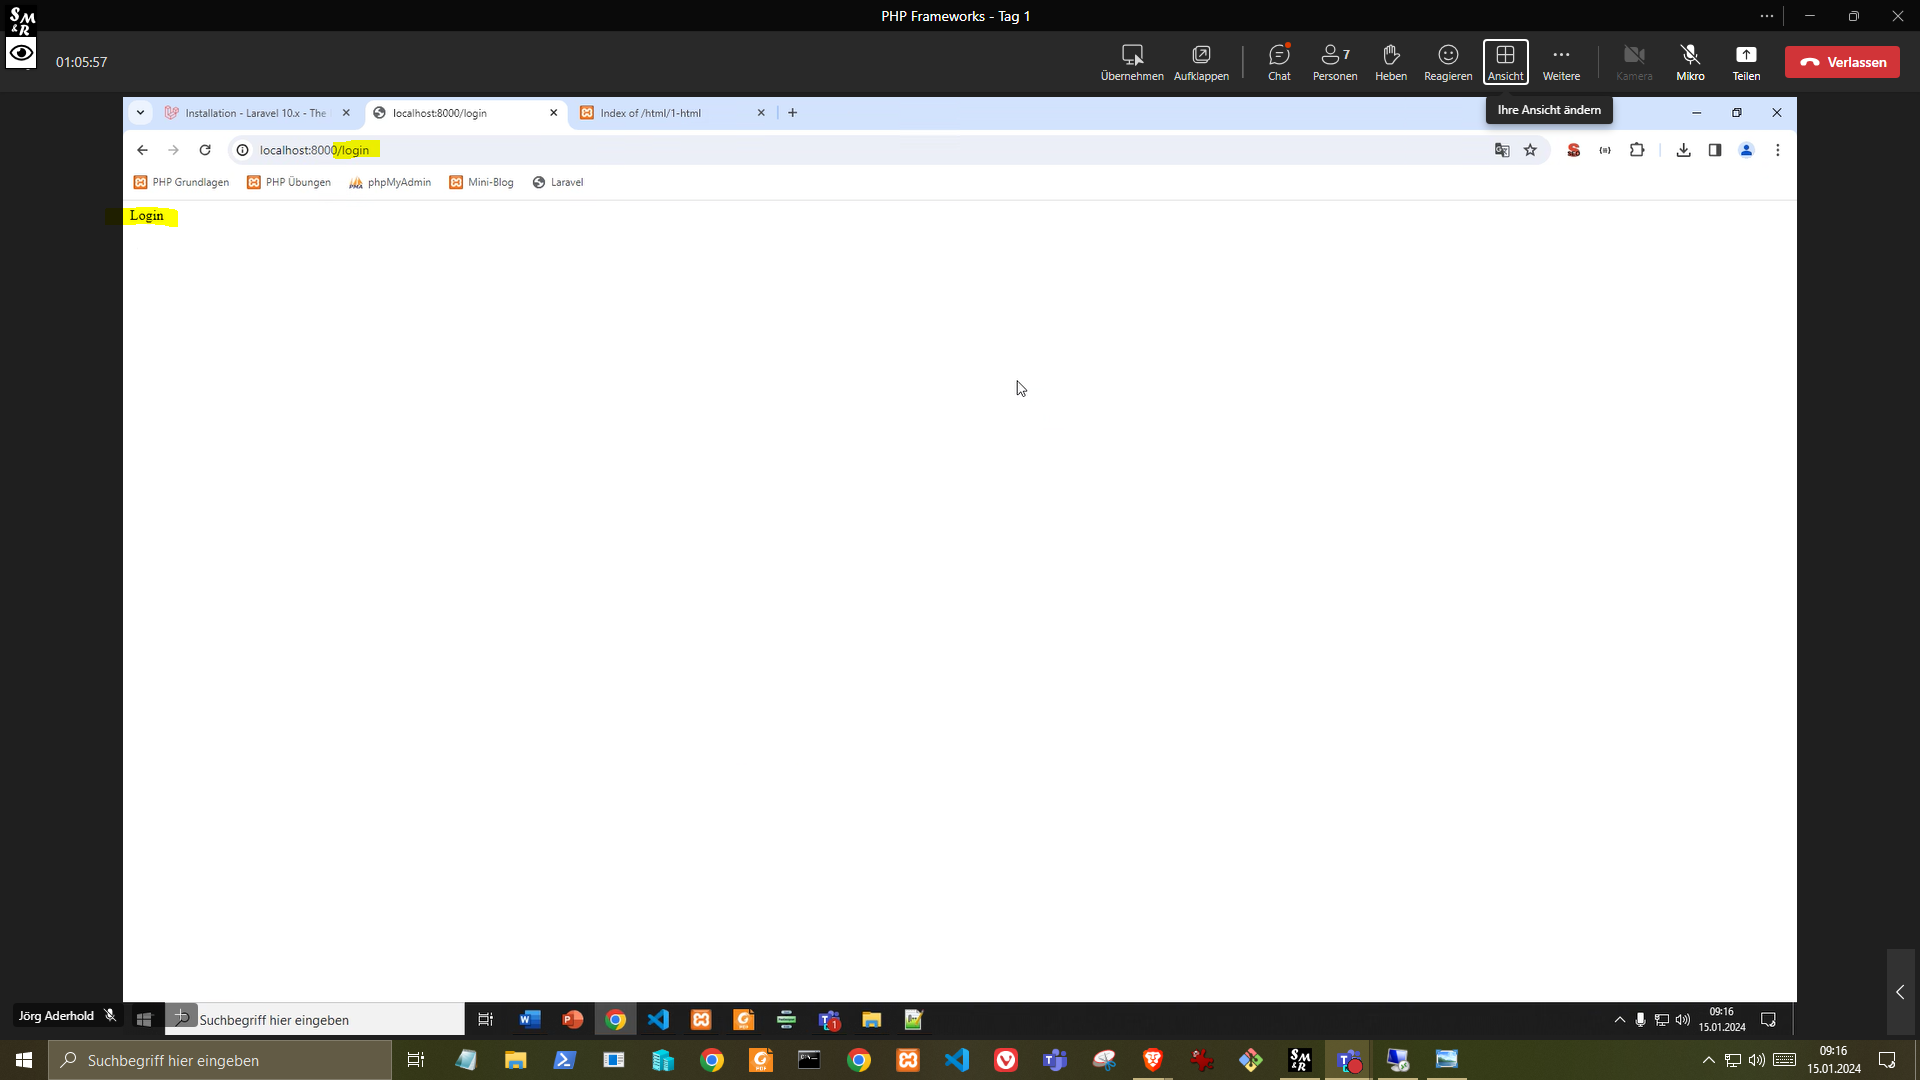 PHP Frameworks - Tag 1
S M & R
01:05:57
Übernehmen
Aufklappen
Chat
7
Personen
Heben
Reagieren
Ansicht
Weitere
Kamera
Mikro
Teilen
Verlassen
Ihre Ansicht ändern
Installation - Laravel 10.x - The
localhost:8000/login
Index of /html/1-html
localhost:8000/login
PHP Grundlagen
PHP Übungen
phpMyAdmin
Mini-Blog
Laravel
Login
Jörg Aderhold
Suchbegriff hier eingeben
09:16
15.01.2024
Suchbegriff hier eingeben
09:16
15.01.2024